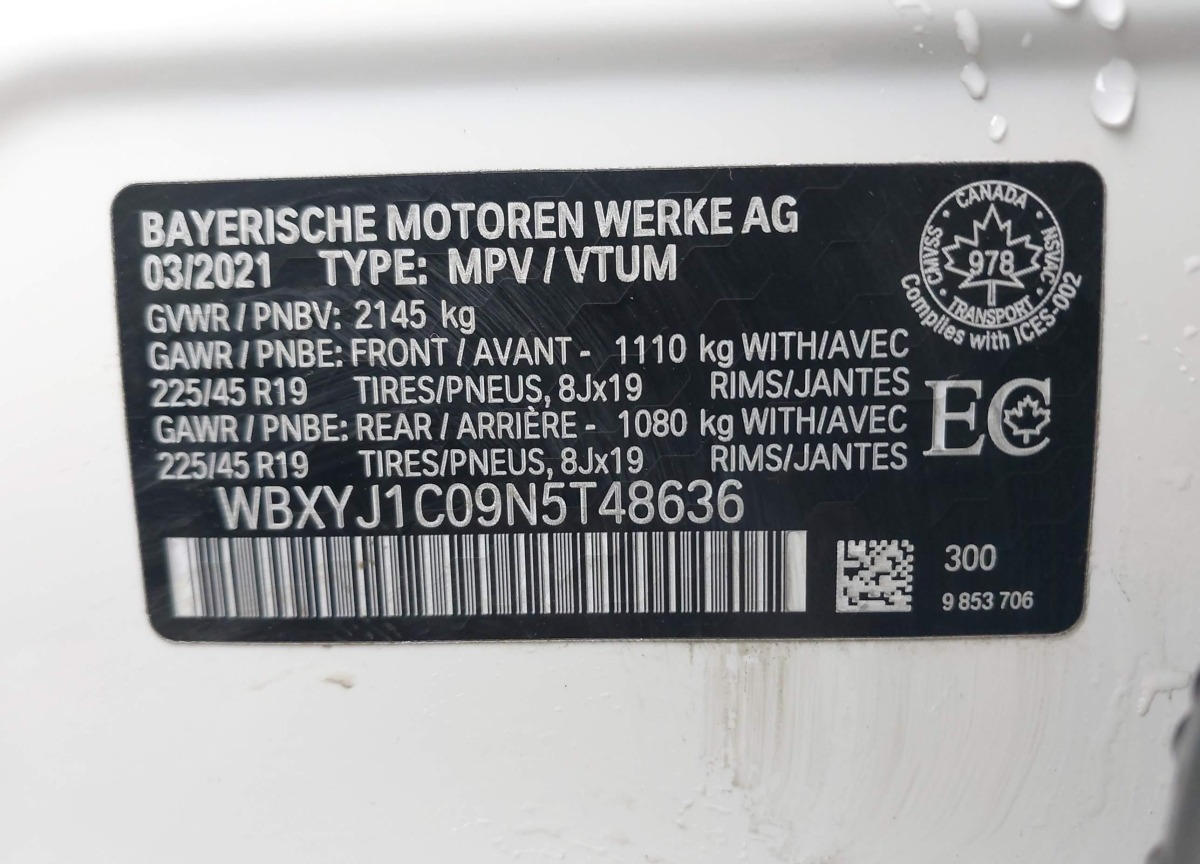 BAYERISCHE MOTOREN WERKE AG
03/2021 TYPE: MPV / VTUM
GVWR / PNBV: 2145 kg
GAWR / PNBE: FRONT / AVANT - 1110 kg WITH/AVEC
225/45 R19 TIRES/PNEUS, 8Jx19 RIMS/JANTES
GAWR / PNBE: REAR / ARRIÈRE - 1080 kg WITH/AVEC
225/45 R19 TIRES/PNEUS, 8Jx19 RIMS/JANTES
WBXYJ1C09N5T48636
300
9 853 706
CANADA
CMVSS
978
NSVAC
TRANSPORT
Complies with ICES-002
EC